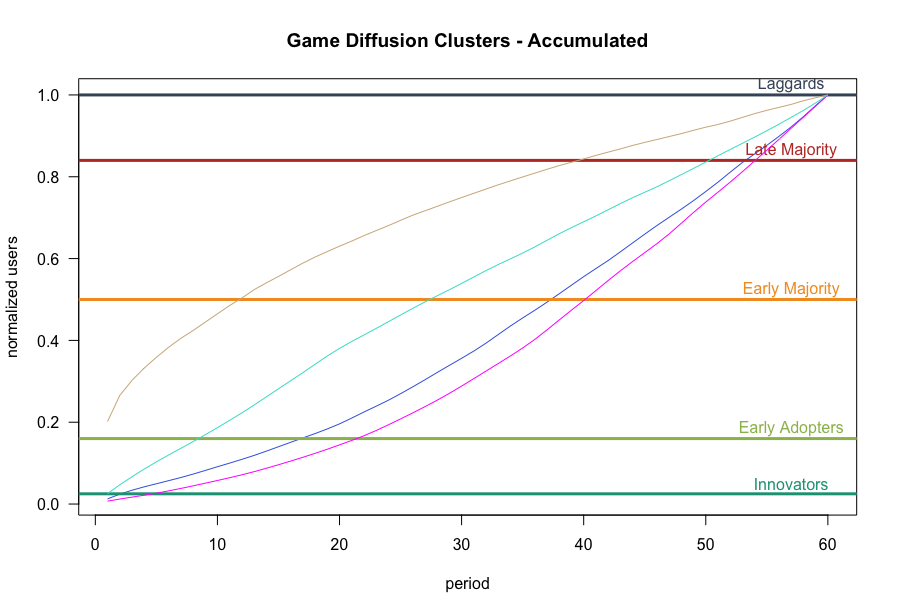 Game Diffusion Clusters - Accumulated
normalized users
1.0
0.8
0.6
0.4
0.2
0.0
Laggards
Late Majority
Early Majority
Early Adopters
Innovators
0 10 20 30 40 50 60
period